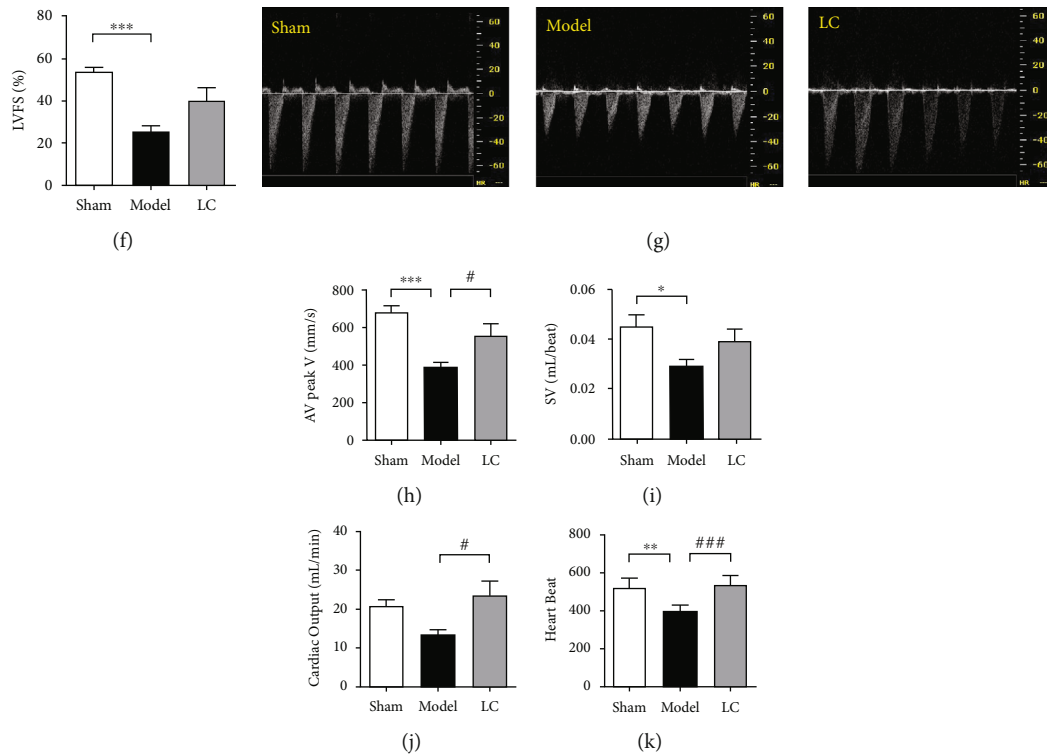 80
60
40
20
0
LVFS (%)
***
Sham
Model
LC
(f)
Sham
60
20
0
-20
-40
-60
HR ---
Model
60
20
0
-20
-40
-60
HR ---
LC
60
20
0
-20
-40
-60
HR ---
(g)
800
600
400
200
0
AV peak V (mm/s)
***
#
Sham
Model
LC
(h)
0.06
0.04
0.02
0.00
SV (mL/beat)
*
Sham
Model
LC
(i)
40
30
20
10
0
Cardiac Output (mL/min)
#
Sham
Model
LC
(j)
800
600
400
200
0
Heart Beat
**
###
Sham
Model
LC
(k)